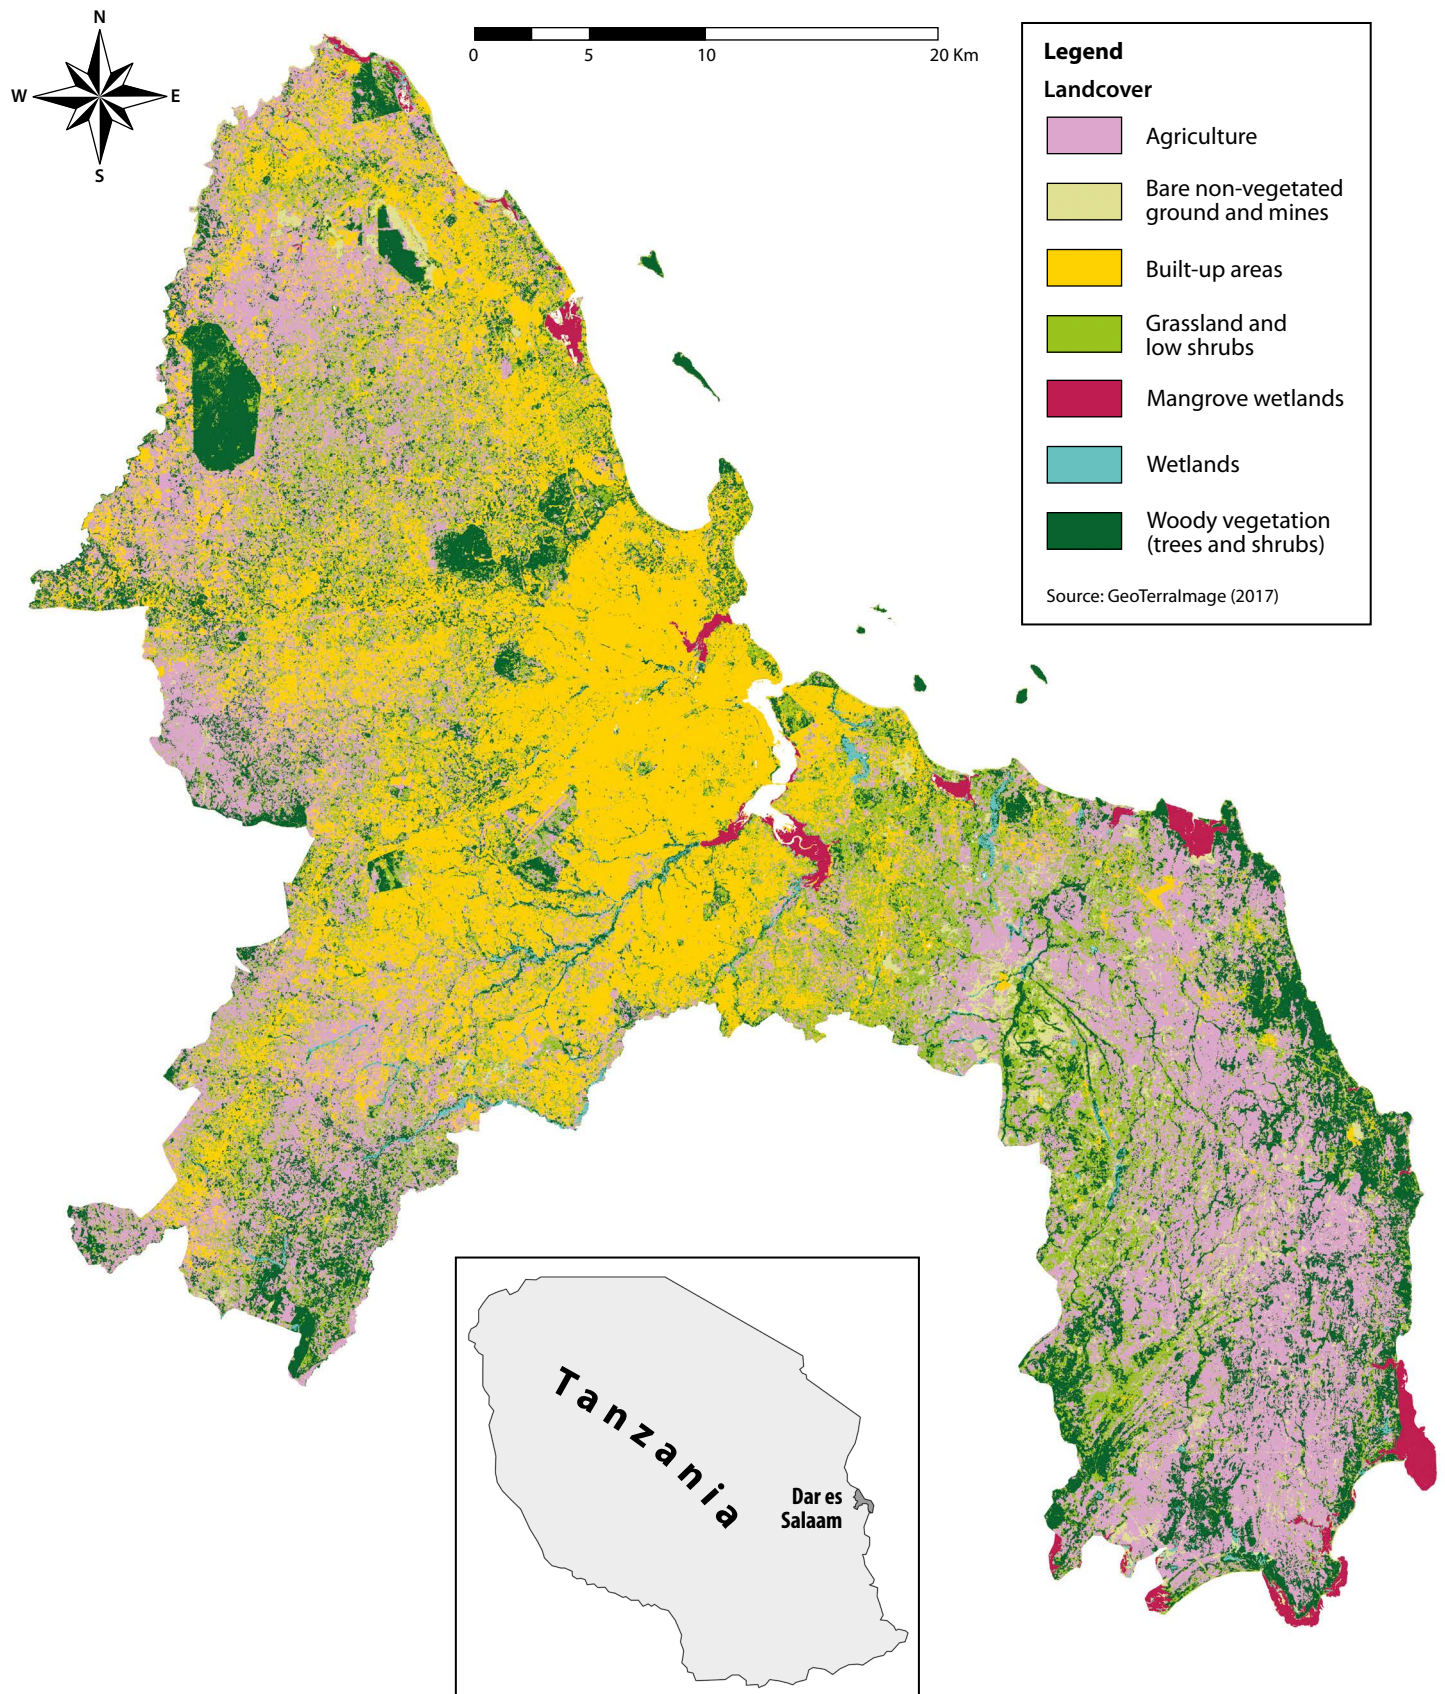 N
W
E
S
0
5
10
20 Km
Legend
Landcover
Agriculture
Bare non-vegetated
ground and mines
Built-up areas
Grassland and
low shrubs
Mangrove wetlands
Wetlands
Woody vegetation
(trees and shrubs)
Source: GeoTerraImage (2017)
Tanzania
Dar es
Salaam